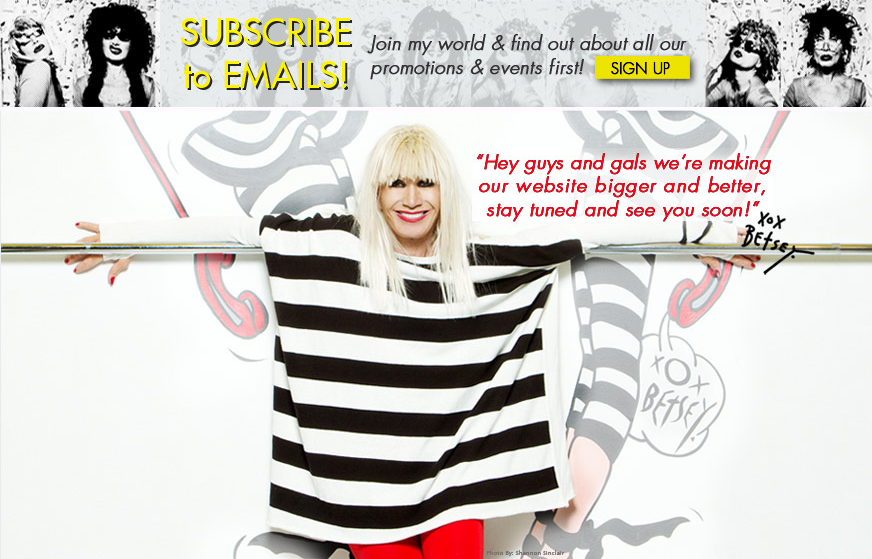 SUBSCRIBE
to EMAILS!
Join my world & find out about all our
promotions & events first!
SIGN UP
“Hey guys and gals we’re making
our website bigger and better,
stay tuned and see you soon!”
xox
BETSEY.
XOX
BETSEY!
Photo By: Shannon Sinclair